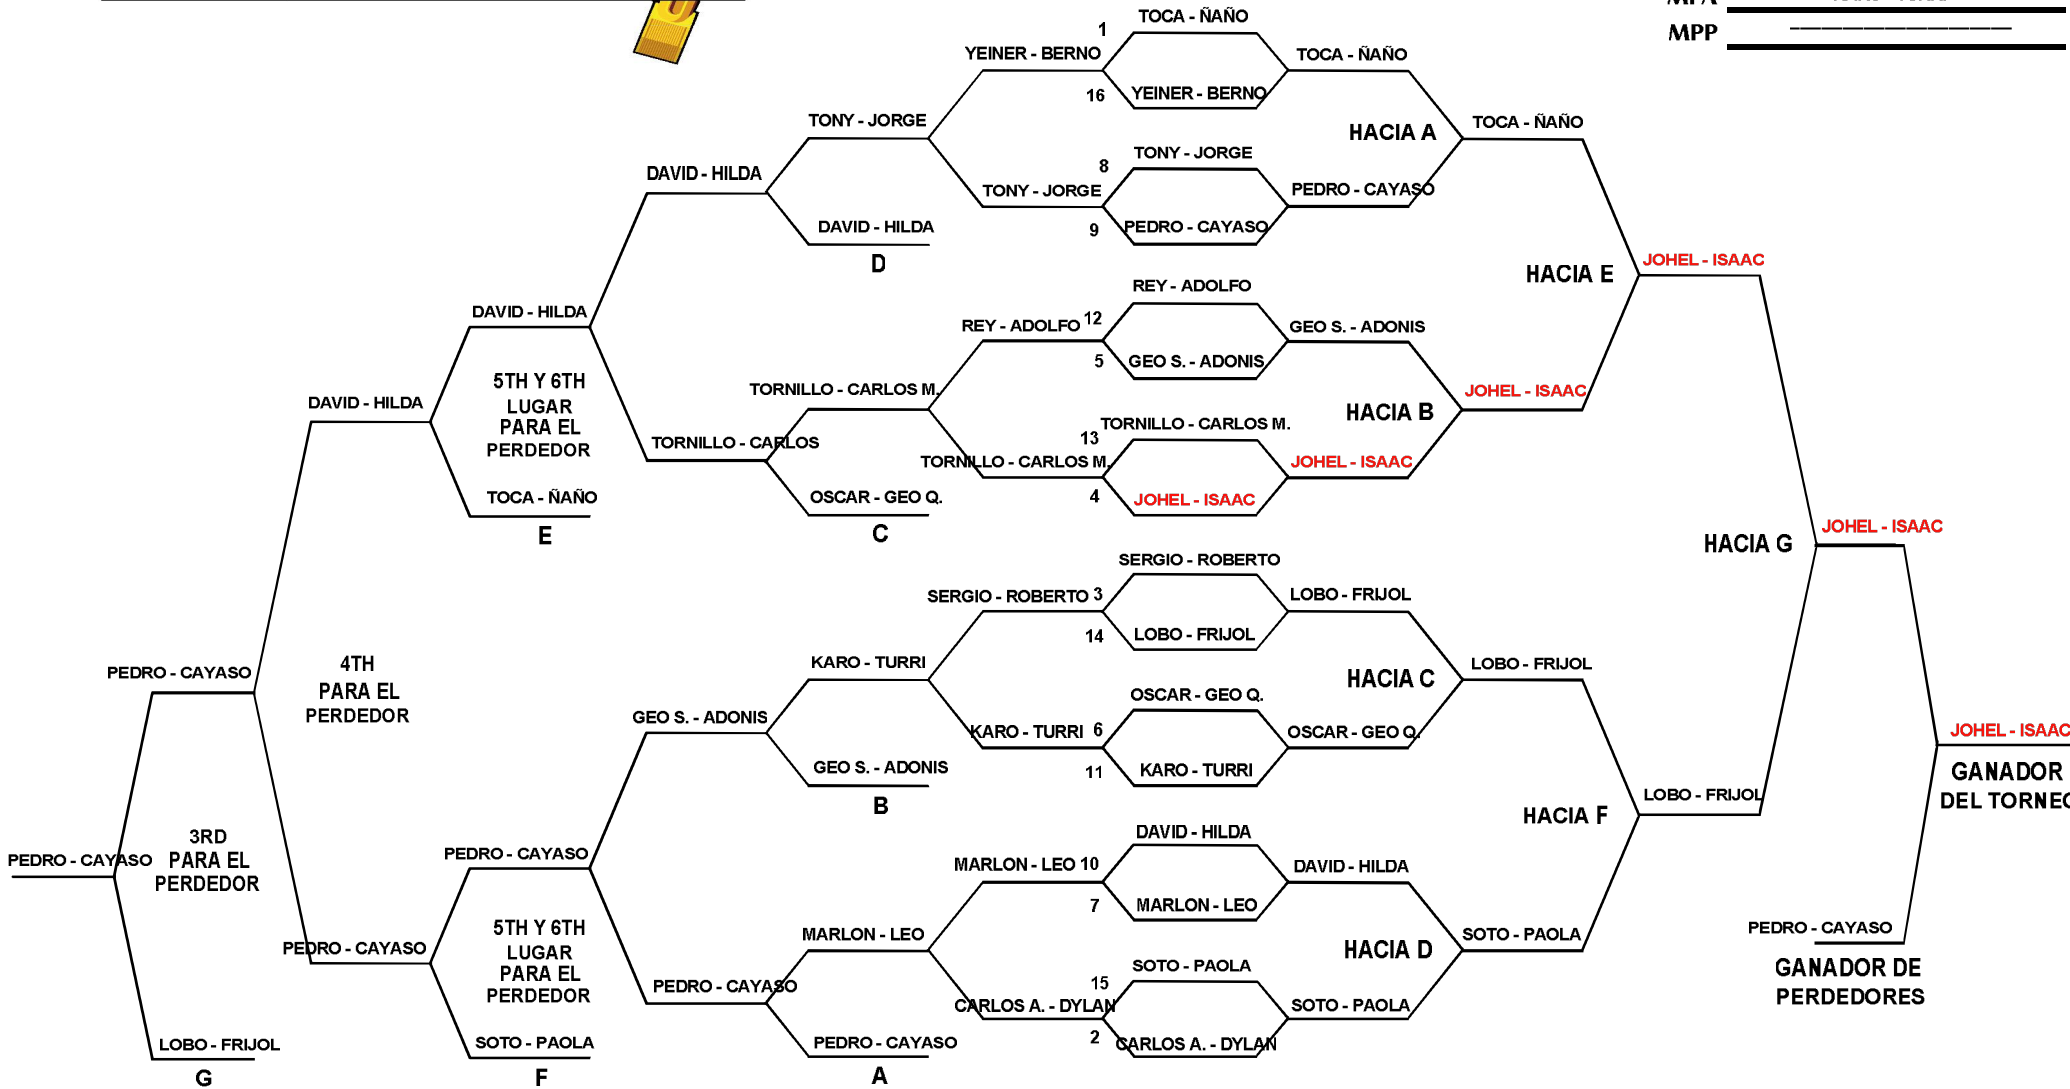 MPP
1
TOCA - ÑAÑO
YEINER - BERNO
TOCA - ÑAÑO
16
YEINER - BERNO
TONY - JORGE
HACIA A
TOCA - ÑAÑO
8
TONY - JORGE
DAVID - HILDA
TONY - JORGE
PEDRO - CAYASO
9
PEDRO - CAYASO
DAVID - HILDA
D
JOHEL - ISAAC
HACIA E
REY - ADOLFO
DAVID - HILDA
REY - ADOLFO
12
GEO S. - ADONIS
5
GEO S. - ADONIS
5TH Y 6TH
LUGAR
PARA EL
PERDEDOR
TORNILLO - CARLOS M.
JOHEL - ISAAC
DAVID - HILDA
HACIA B
TORNILLO - CARLOS
13
TORNILLO - CARLOS M.
TORNILLO - CARLOS M.
JOHEL - ISAAC
TOCA - ÑAÑO
OSCAR - GEO Q.
4
JOHEL - ISAAC
E
C
JOHEL - ISAAC
HACIA G
SERGIO - ROBERTO
SERGIO - ROBERTO
3
LOBO - FRIJOL
14
LOBO - FRIJOL
4TH
PARA EL
PERDEDOR
PEDRO - CAYASO
KARO - TURRI
HACIA C
LOBO - FRIJOL
OSCAR - GEO Q.
GEO S. - ADONIS
KARO - TURRI
6
OSCAR - GEO Q.
JOHEL - ISAAC
GEO S. - ADONIS
11
KARO - TURRI
GANADOR
B
LOBO - FRIJOL
HACIA F
3RD
PARA EL
PERDEDOR
DAVID - HILDA
PEDRO - CAYASO
PEDRO - CAYASO
MARLON - LEO
10
DAVID - HILDA
7
MARLON - LEO
5TH Y 6TH
LUGAR
PARA EL
PERDEDOR
PEDRO - CAYASO
MARLON - LEO
HACIA D
SOTO - PAOLA
PEDRO - CAYASO
GANADOR DE
PERDEDORES
15
SOTO - PAOLA
PEDRO - CAYASO
CARLOS A. - DYLAN
SOTO - PAOLA
2
CARLOS A. - DYLAN
LOBO - FRIJOL
SOTO - PAOLA
PEDRO - CAYASO
G
F
A
DEL TORNEO